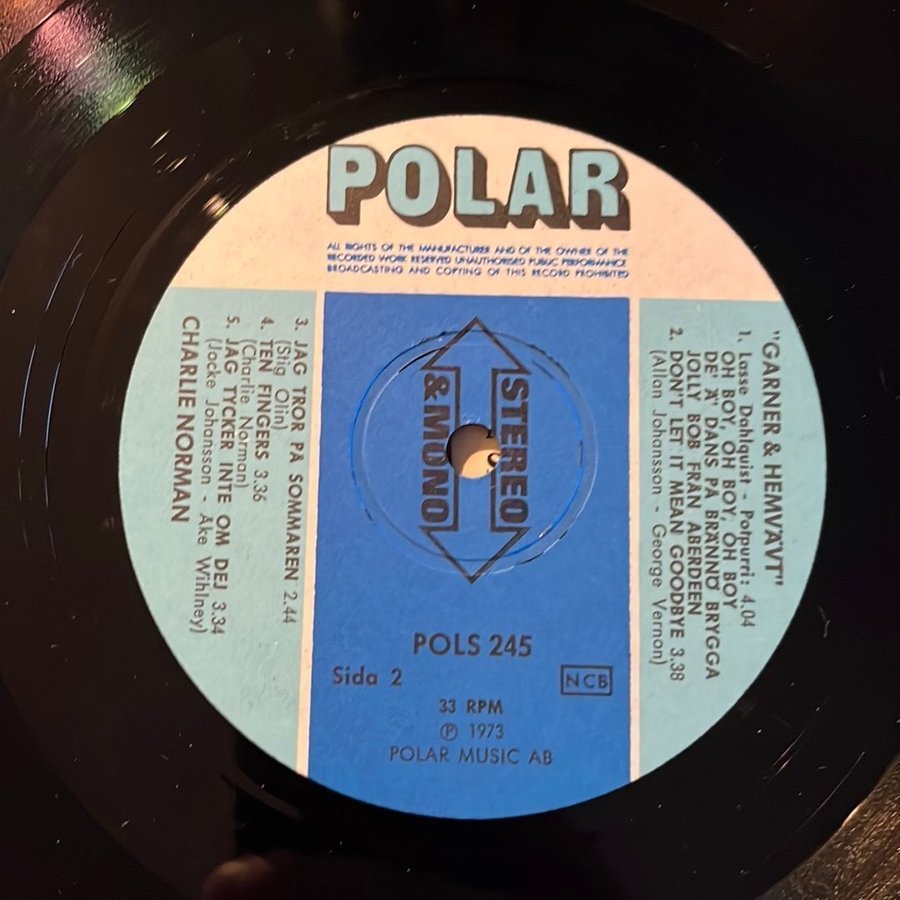 POLAR
ALL RIGHTS OF THE MANUFACTURER AND OF THE OWNER OF THE
RECORDED WORK RESERVED UNAUTHORISED PUBLIC PERFORMANCE
BROADCASTING AND COPYING OF THIS RECORD PROHIBITED
"GARNER & HEMVÄVT"
1. Lasse Dahlquist - Potpurri: 4.04
OH BOY, OH BOY, OH BOY
DE' Ä' DANS PÅ BRÄNNÖ BRYGGA
JOLLY BOB FRÅN ABERDEEN
2. DON'T LET IT MEAN GOODBYE 3.38
(Allan Johansson - George Vernon)
3. JAG TROR PÅ SOMMAREN 2.44
(Stig Olin)
4. TEN FINGERS 3.36
(Charlie Norman)
5. JAG TYCKER INTE OM DEJ 3.34
(Jocke Johansson - Åke Wihlney)
CHARLIE NORMAN
STEREO
& MONO
POLS 245
Sida 2
NCB
33 RPM
℗ 1973
POLAR MUSIC AB